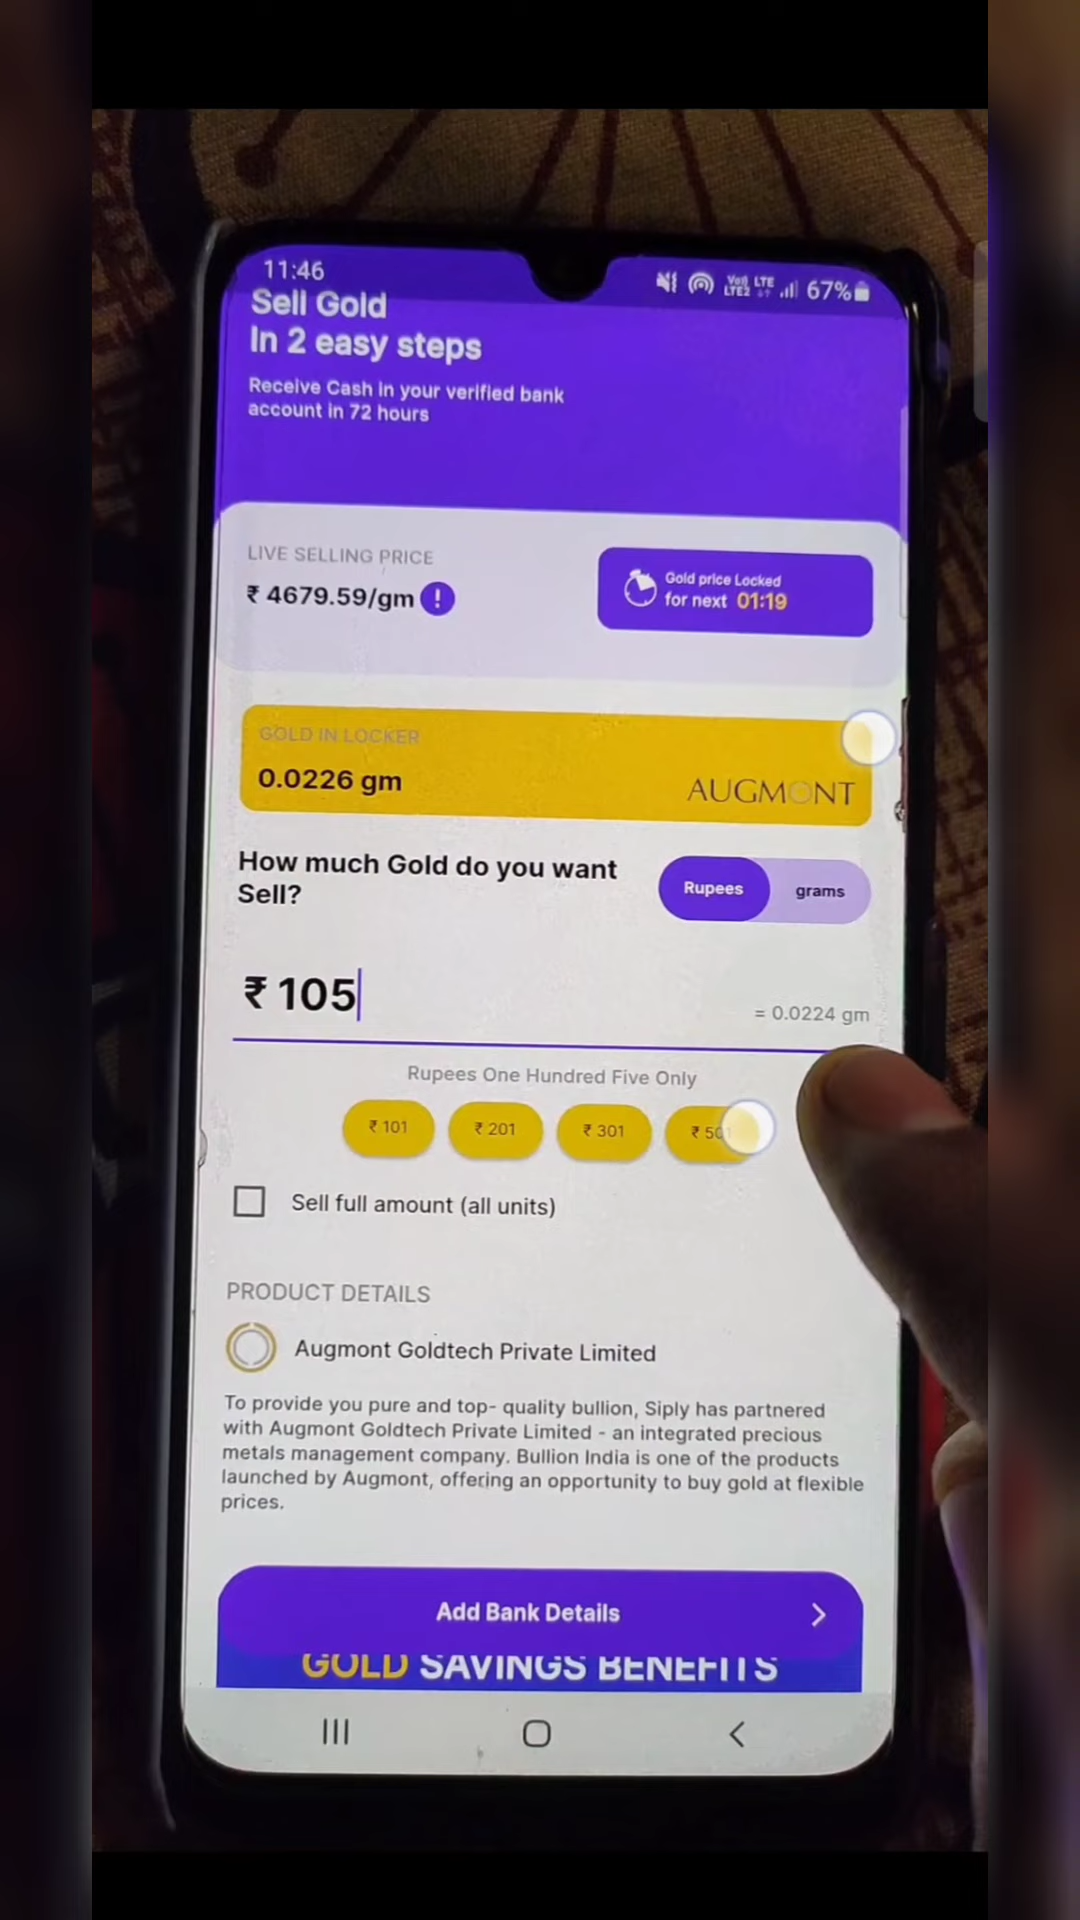 11:46
Vo)) LTE
LTE2
67%
Sell Gold
In 2 easy steps
Receive Cash in your verified bank
account in 72 hours
LIVE SELLING PRICE
₹ 4679.59/gm !
Gold price Locked
for next 01:19
GOLD IN LOCKER
0.0226 gm
AUGMONT
How much Gold do you want
Sell?
Rupees
grams
₹ 105
= 0.0224 gm
Rupees One Hundred Five Only
₹ 101
₹ 201
₹ 301
₹ 501
Sell full amount (all units)
PRODUCT DETAILS
Augmont Goldtech Private Limited
To provide you pure and top- quality bullion, Siply has partnered
with Augmont Goldtech Private Limited - an integrated precious
metals management company. Bullion India is one of the products
launched by Augmont, offering an opportunity to buy gold at flexible
prices.
Add Bank Details
GOLD SAVINGS BENEFITS